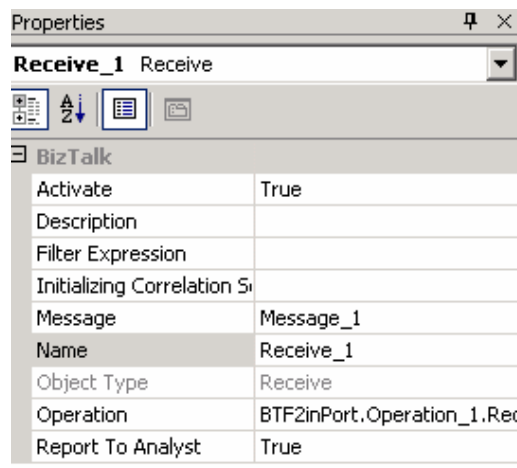 Properties
Receive_1 Receive
BizTalk
Activate True
Description
Filter Expression
Initializing Correlation S
Message Message_1
Name Receive_1
Object Type Receive
Operation BTF2inPort.Operation_1.Rec
Report To Analyst True